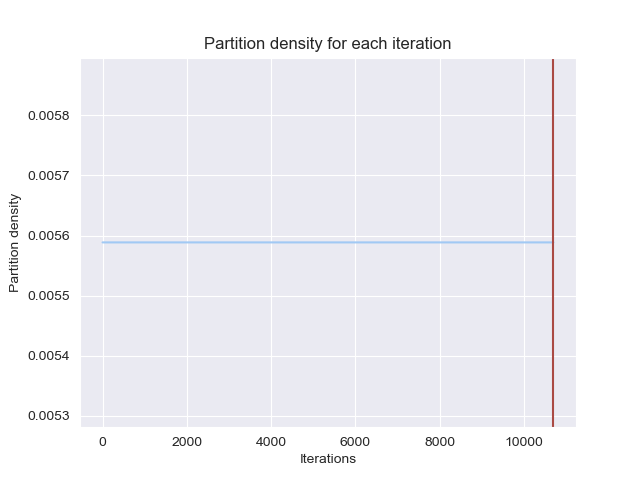 Partition density for each iteration
0.0058
0.0057
0.0056
0.0055
0.0054
0.0053
Partition density
0 2000 4000 6000 8000 10000
Iterations